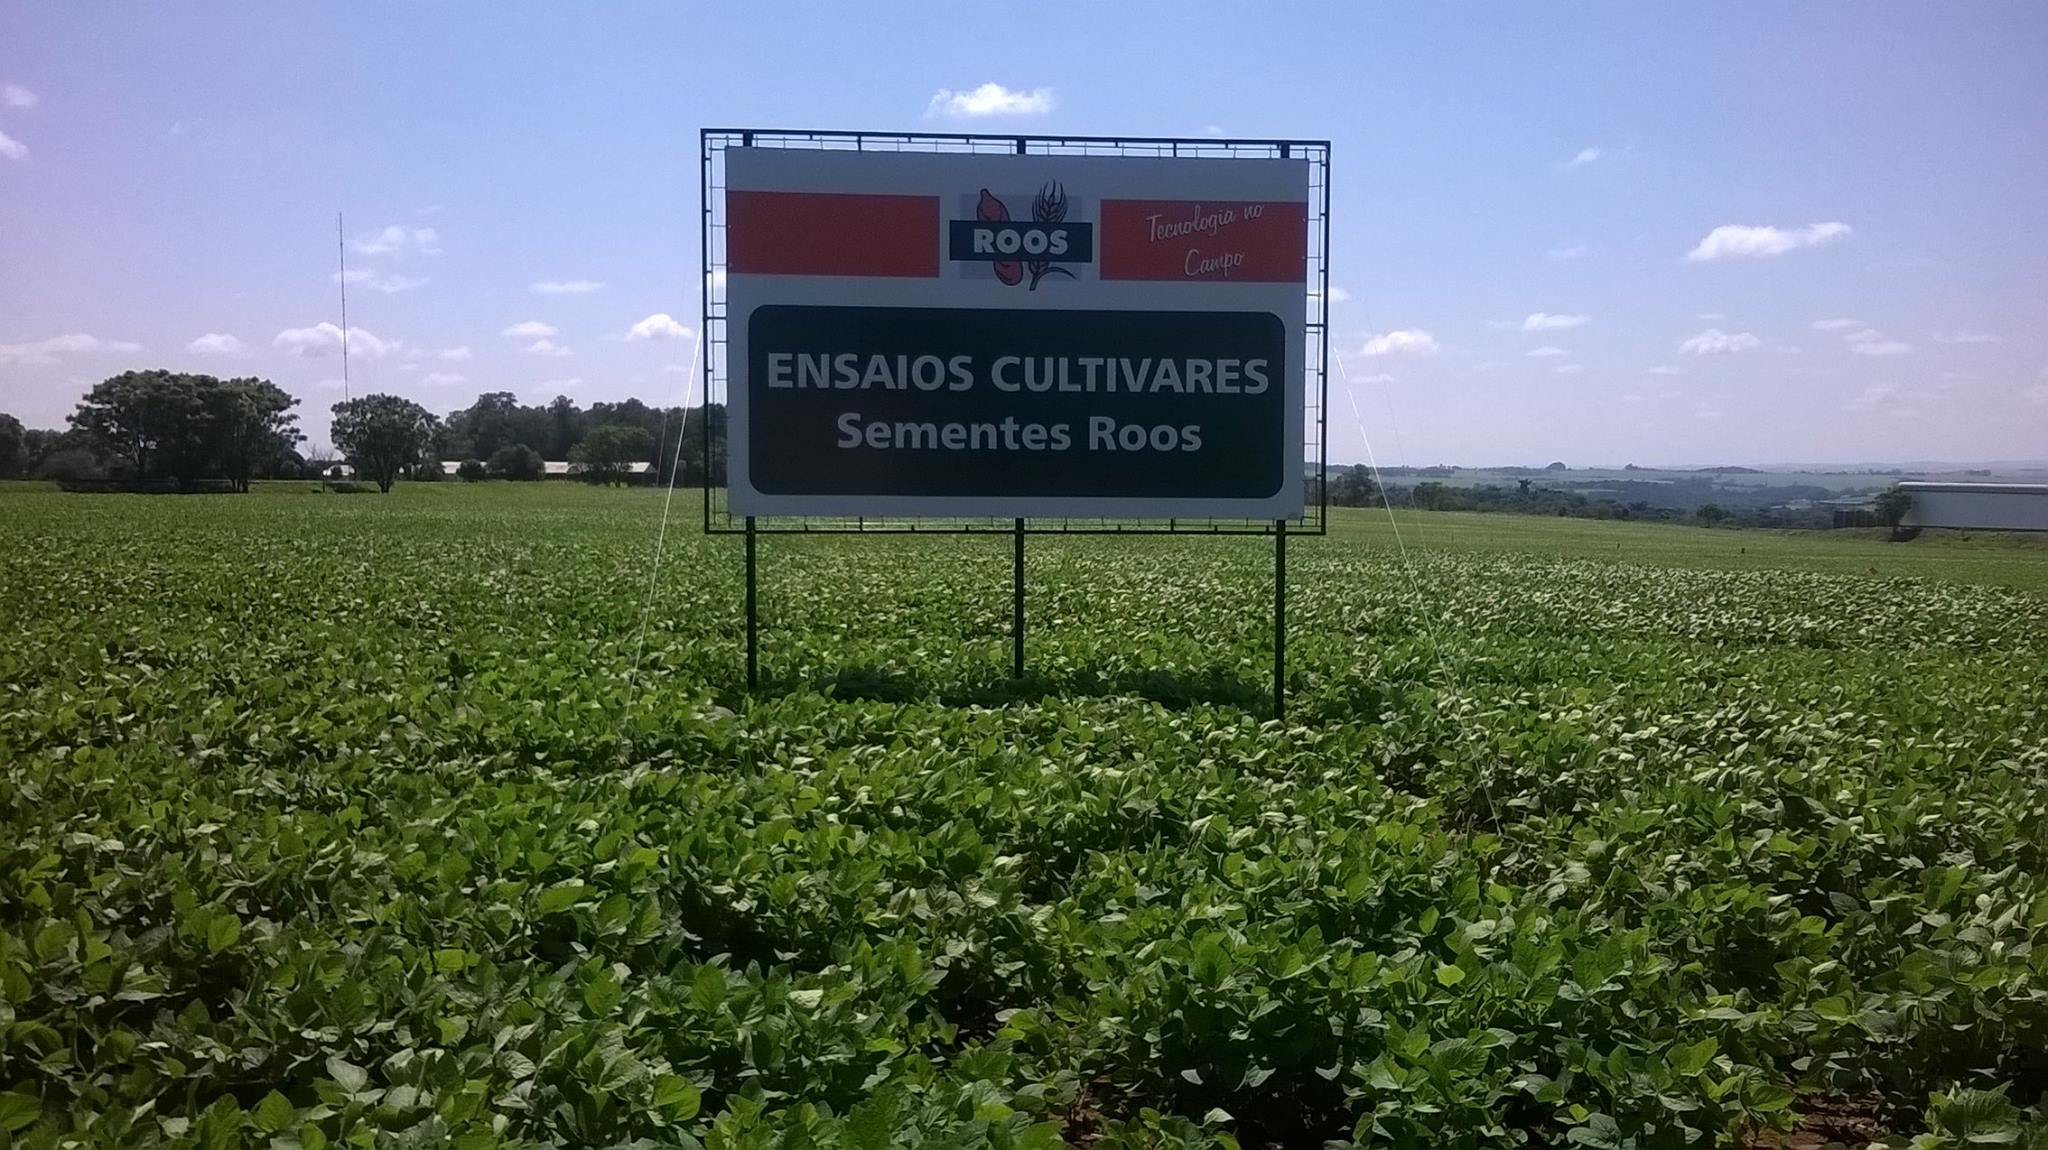 ROOS
Tecnologia no
Campo
ENSAIOS CULTIVARES
Sementes Roos